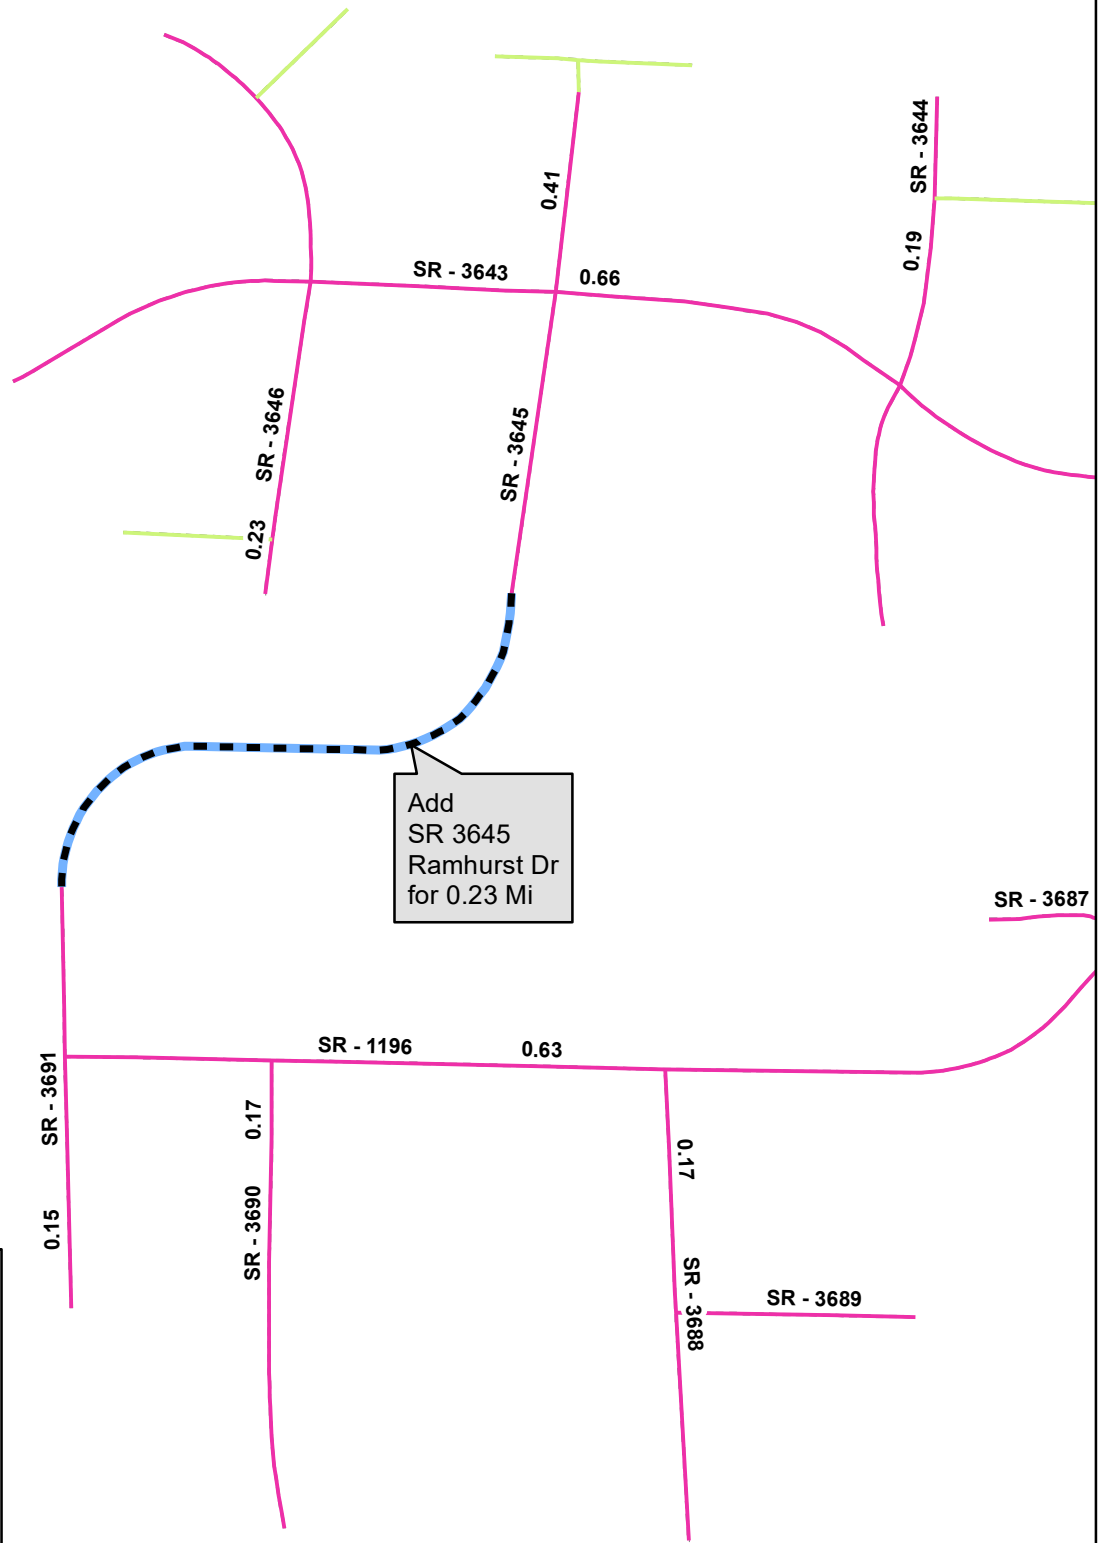 SR - 3644
0.41
0.19
SR - 3643
0.66
SR - 3646
SR - 3645
0.23
Add
SR 3645
Ramhurst Dr
for 0.23 Mi
SR - 3687
SR - 1196
0.63
SR - 3691
0.17
0.17
SR - 3690
0.15
SR - 3688
SR - 3689